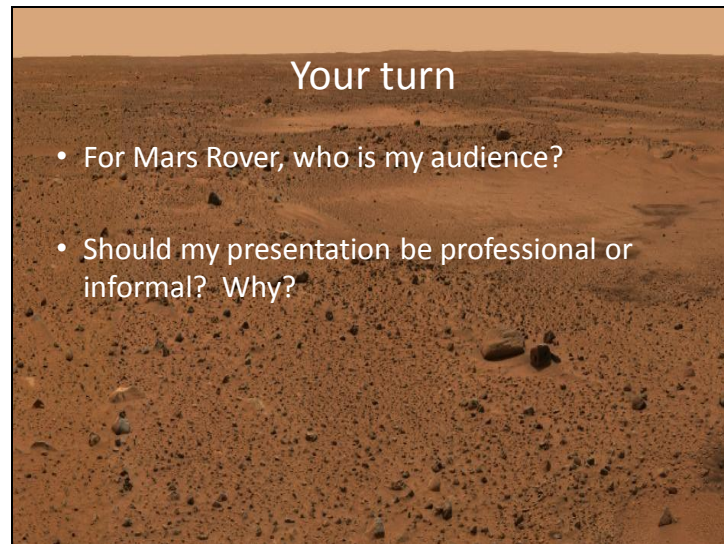 Your turn
• For Mars Rover, who is my audience?
• Should my presentation be professional or
informal?  Why?